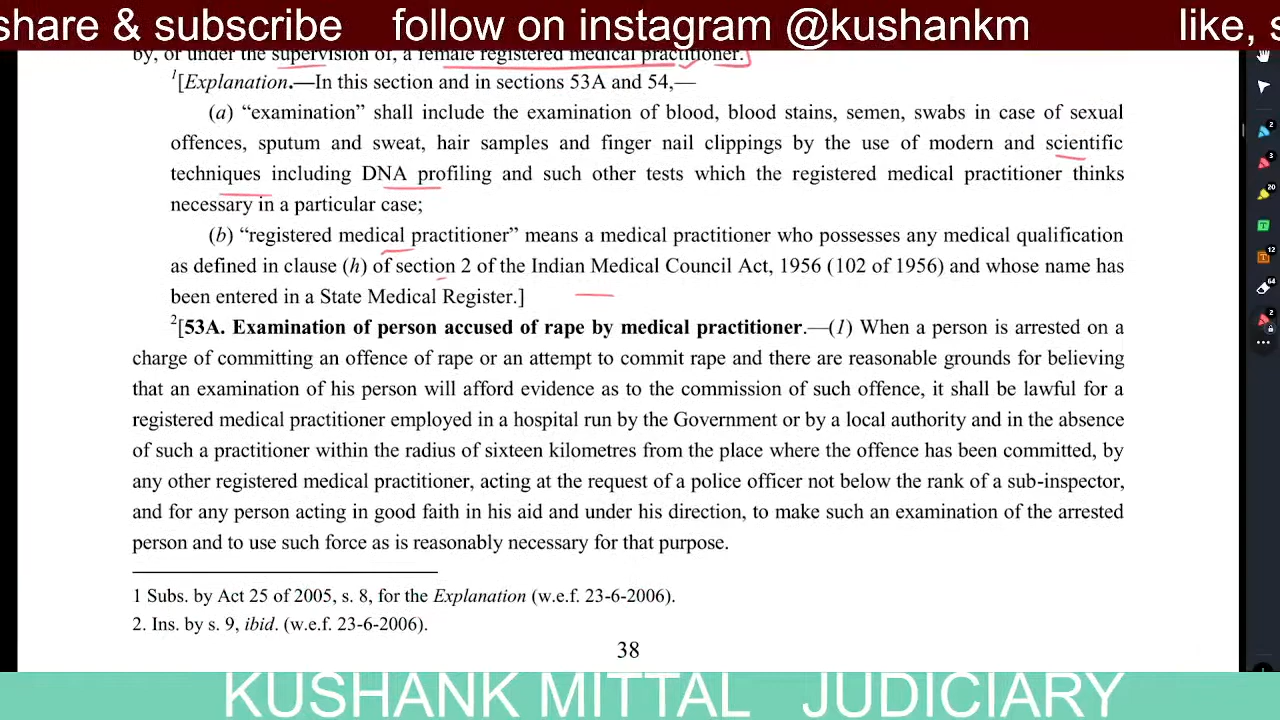 share & subscribe follow on instagram @kushankm like, s
by, or under the supervision of, a female registered medical practitioner.]
1[Explanation.—In this section and in sections 53A and 54,—
(a) “examination” shall include the examination of blood, blood stains, semen, swabs in case of sexual
offences, sputum and sweat, hair samples and finger nail clippings by the use of modern and scientific
techniques including DNA profiling and such other tests which the registered medical practitioner thinks
necessary in a particular case;
(b) “registered medical practitioner” means a medical practitioner who possesses any medical qualification
as defined in clause (h) of section 2 of the Indian Medical Council Act, 1956 (102 of 1956) and whose name has
been entered in a State Medical Register.]
2[53A. Examination of person accused of rape by medical practitioner.—(1) When a person is arrested on a
charge of committing an offence of rape or an attempt to commit rape and there are reasonable grounds for believing
that an examination of his person will afford evidence as to the commission of such offence, it shall be lawful for a
registered medical practitioner employed in a hospital run by the Government or by a local authority and in the absence
of such a practitioner within the radius of sixteen kilometres from the place where the offence has been committed, by
any other registered medical practitioner, acting at the request of a police officer not below the rank of a sub-inspector,
and for any person acting in good faith in his aid and under his direction, to make such an examination of the arrested
person and to use such force as is reasonably necessary for that purpose.
1 Subs. by Act 25 of 2005, s. 8, for the Explanation (w.e.f. 23-6-2006).
2. Ins. by s. 9, ibid. (w.e.f. 23-6-2006).
38
KUSHANK MITTAL JUDICIARY